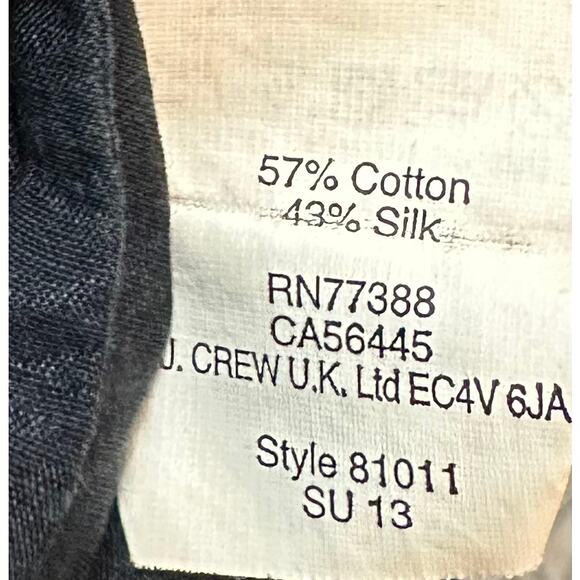 57% Cotton
43% Silk
RN77388
CA56445
J. CREW U.K. Ltd EC4V 6JA
Style 81011
SU 13